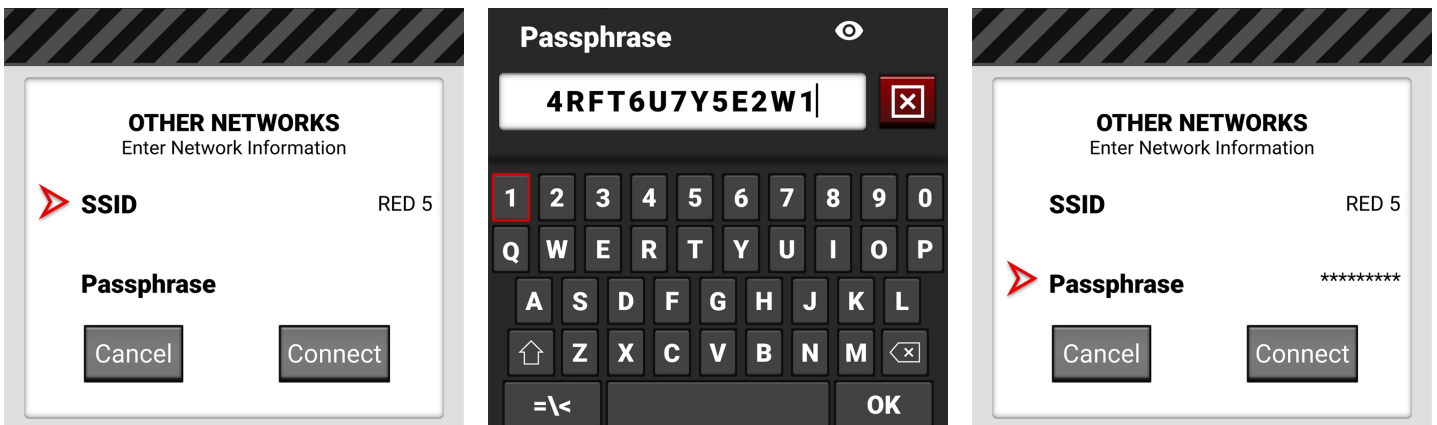 OTHER NETWORKS
Enter Network Information
SSID RED 5
Passphrase
Cancel Connect
Passphrase
4RFT6U7Y5E2W1
1 2 3 4 5 6 7 8 9 0
Q W E R T Y U I O P
A S D F G H J K L
Z X C V B N M
=\< OK
OTHER NETWORKS
Enter Network Information
SSID RED 5
Passphrase *********
Cancel Connect